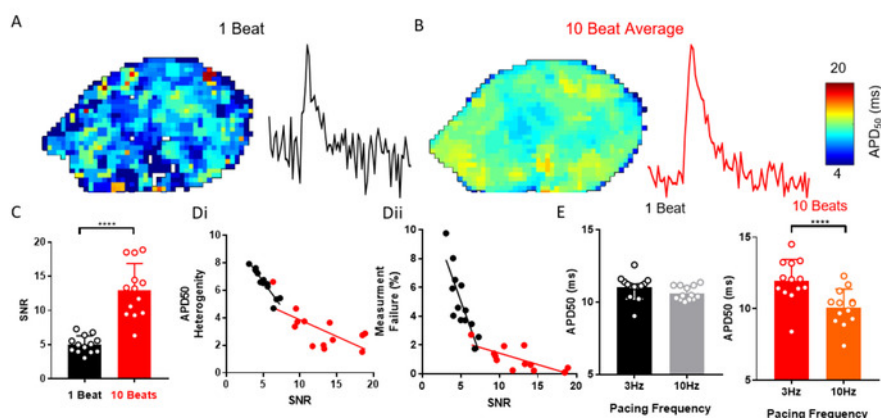 A
1 Beat
B
10 Beat Average
20
APD50 (ms)
4
C
****
20
15
10
5
0
SNR
1 Beat
10 Beats
Di
10
8
6
4
2
0
APD50
Heterogenity
0
5
10
15
20
SNR
Dii
10
8
6
4
2
0
Measurment
Failure (%)
0
5
10
15
20
SNR
E
1 Beat
15
10
5
APD50 (ms)
3Hz
10Hz
Pacing Frequency
10 Beats
****
15
10
5
APD50 (ms)
3Hz
10Hz
Pacing Frequency